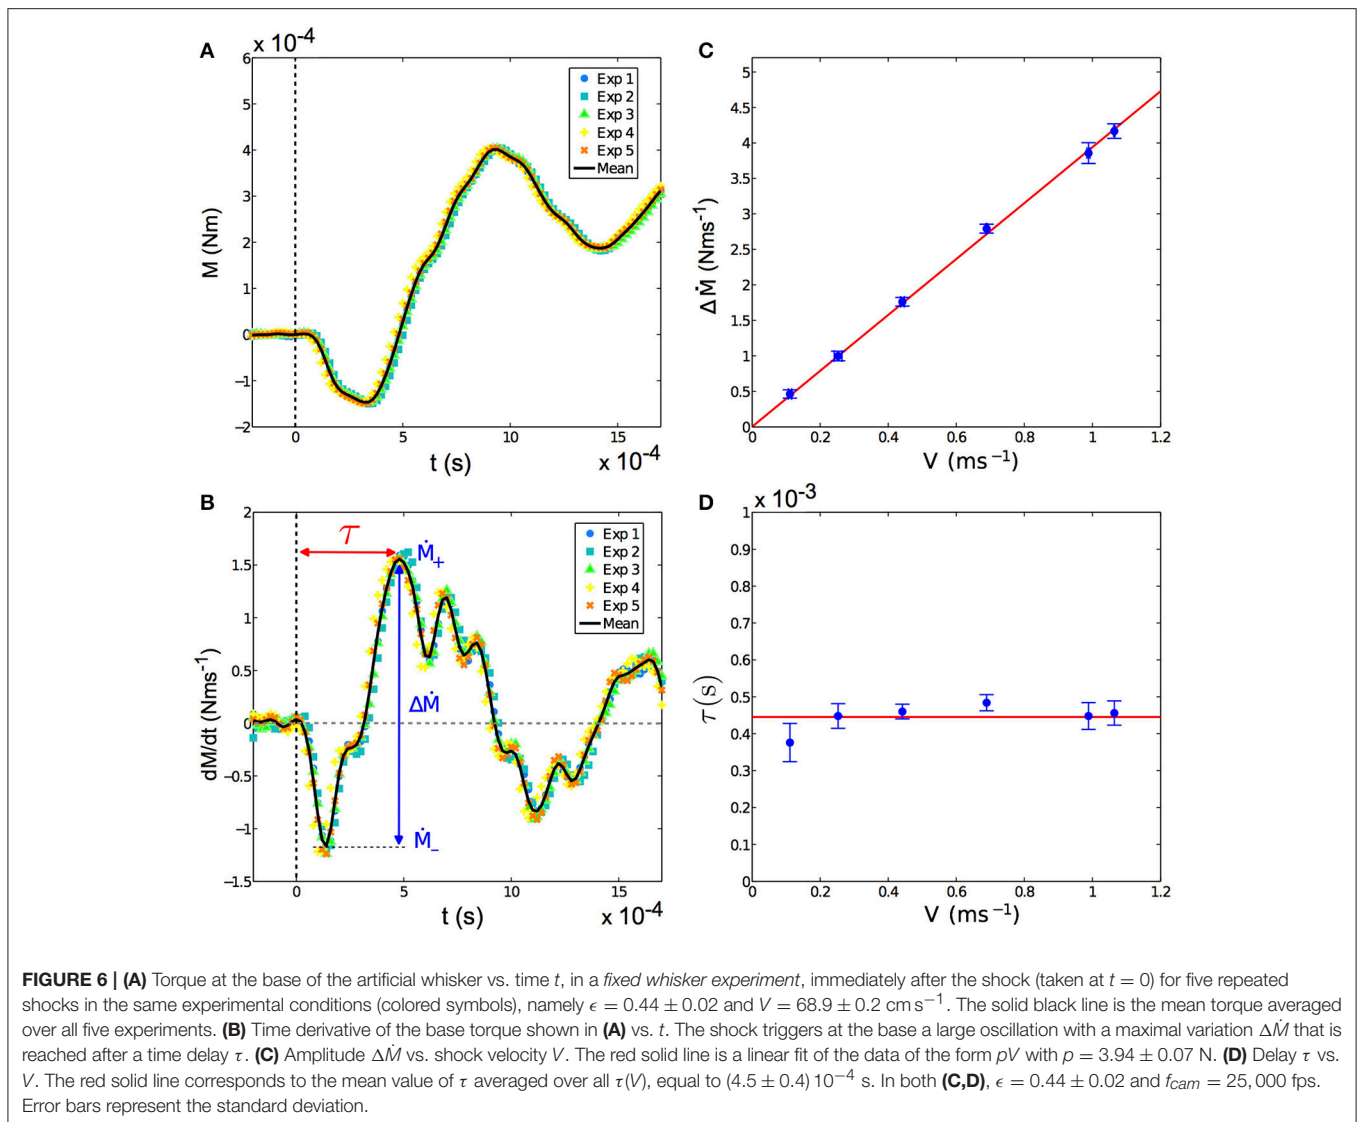 A
× 10-4
6
5
4
3
2
1
0
−1
−2
M (Nm)
0
5
10
15
t (s)
× 10-4
Exp 1
Exp 2
Exp 3
Exp 4
Exp 5
Mean
C
5
4.5
4
3.5
3
2.5
2
1.5
1
0.5
0
ΔṀ (Nms-1)
0
0.2
0.4
0.6
0.8
1
1.2
V (ms−1)
B
2
1.5
1
0.5
0
−0.5
−1
−1.5
dM/dt (Nms-1)
τ
Ṁ+
ΔṀ
Ṁ−
0
5
10
15
t (s)
× 10-4
Exp 1
Exp 2
Exp 3
Exp 4
Exp 5
Mean
D
× 10-3
1
0.9
0.8
0.7
0.6
0.5
0.4
0.3
0.2
0.1
0
τ(s)
0
0.2
0.4
0.6
0.8
1
1.2
V (ms−1)
FIGURE 6 | (A) Torque at the base of the artificial whisker vs. time t, in a fixed whisker experiment, immediately after the shock (taken at t = 0) for five repeated
shocks in the same experimental conditions (colored symbols), namely ϵ = 0.44 ± 0.02 and V = 68.9 ± 0.2 cm s−1. The solid black line is the mean torque averaged
over all five experiments. (B) Time derivative of the base torque shown in (A) vs. t. The shock triggers at the base a large oscillation with a maximal variation ΔṀ that is
reached after a time delay τ. (C) Amplitude ΔṀ vs. shock velocity V. The red solid line is a linear fit of the data of the form pV with p = 3.94 ± 0.07 N. (D) Delay τ vs.
V. The red solid line corresponds to the mean value of τ averaged over all τ(V), equal to (4.5 ± 0.4) 10−4 s. In both (C,D), ϵ = 0.44 ± 0.02 and fcam = 25, 000 fps.
Error bars represent the standard deviation.